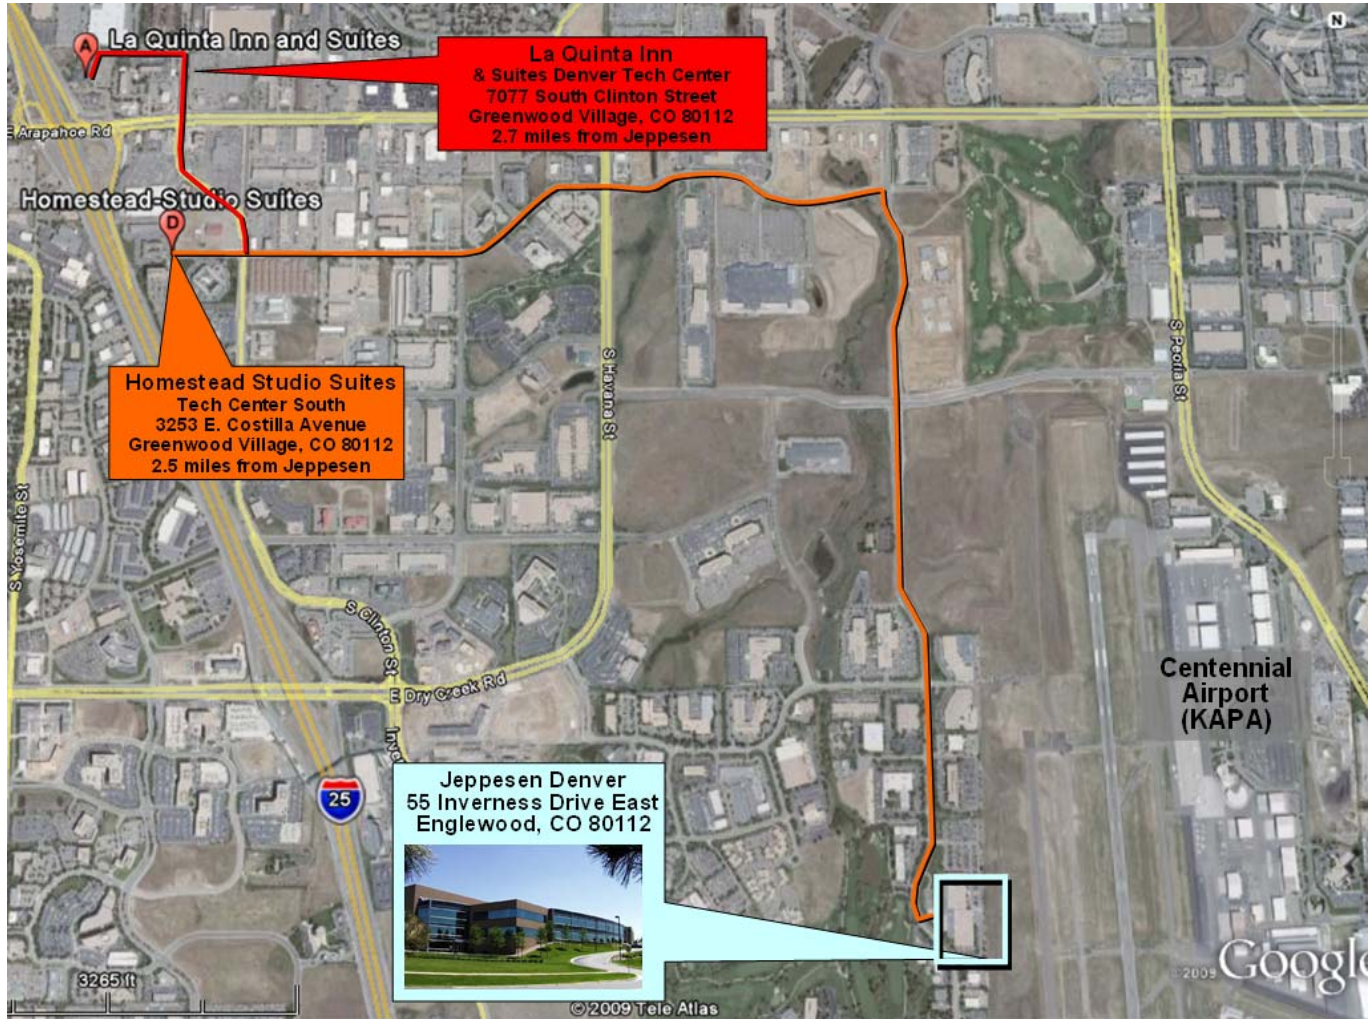 N
A
La Quinta Inn and Suites
La Quinta Inn
& Suites Denver Tech Center
7077 South Clinton Street
Greenwood Village, CO 80112
2.7 miles from Jeppesen
E Arapahoe Rd
Homestead-Studio Suites
D
Homestead Studio Suites
Tech Center South
3253 E. Costilla Avenue
Greenwood Village, CO 80112
2.5 miles from Jeppesen
S Havana St
S Peoria St
S Yosemite St
S Clinton St
E Dry Creek Rd
Centennial
Airport
(KAPA)
25
Jeppesen Denver
55 Inverness Drive East
Englewood, CO 80112
3265 ft
©2009 Google
© 2009 Tele Atlas